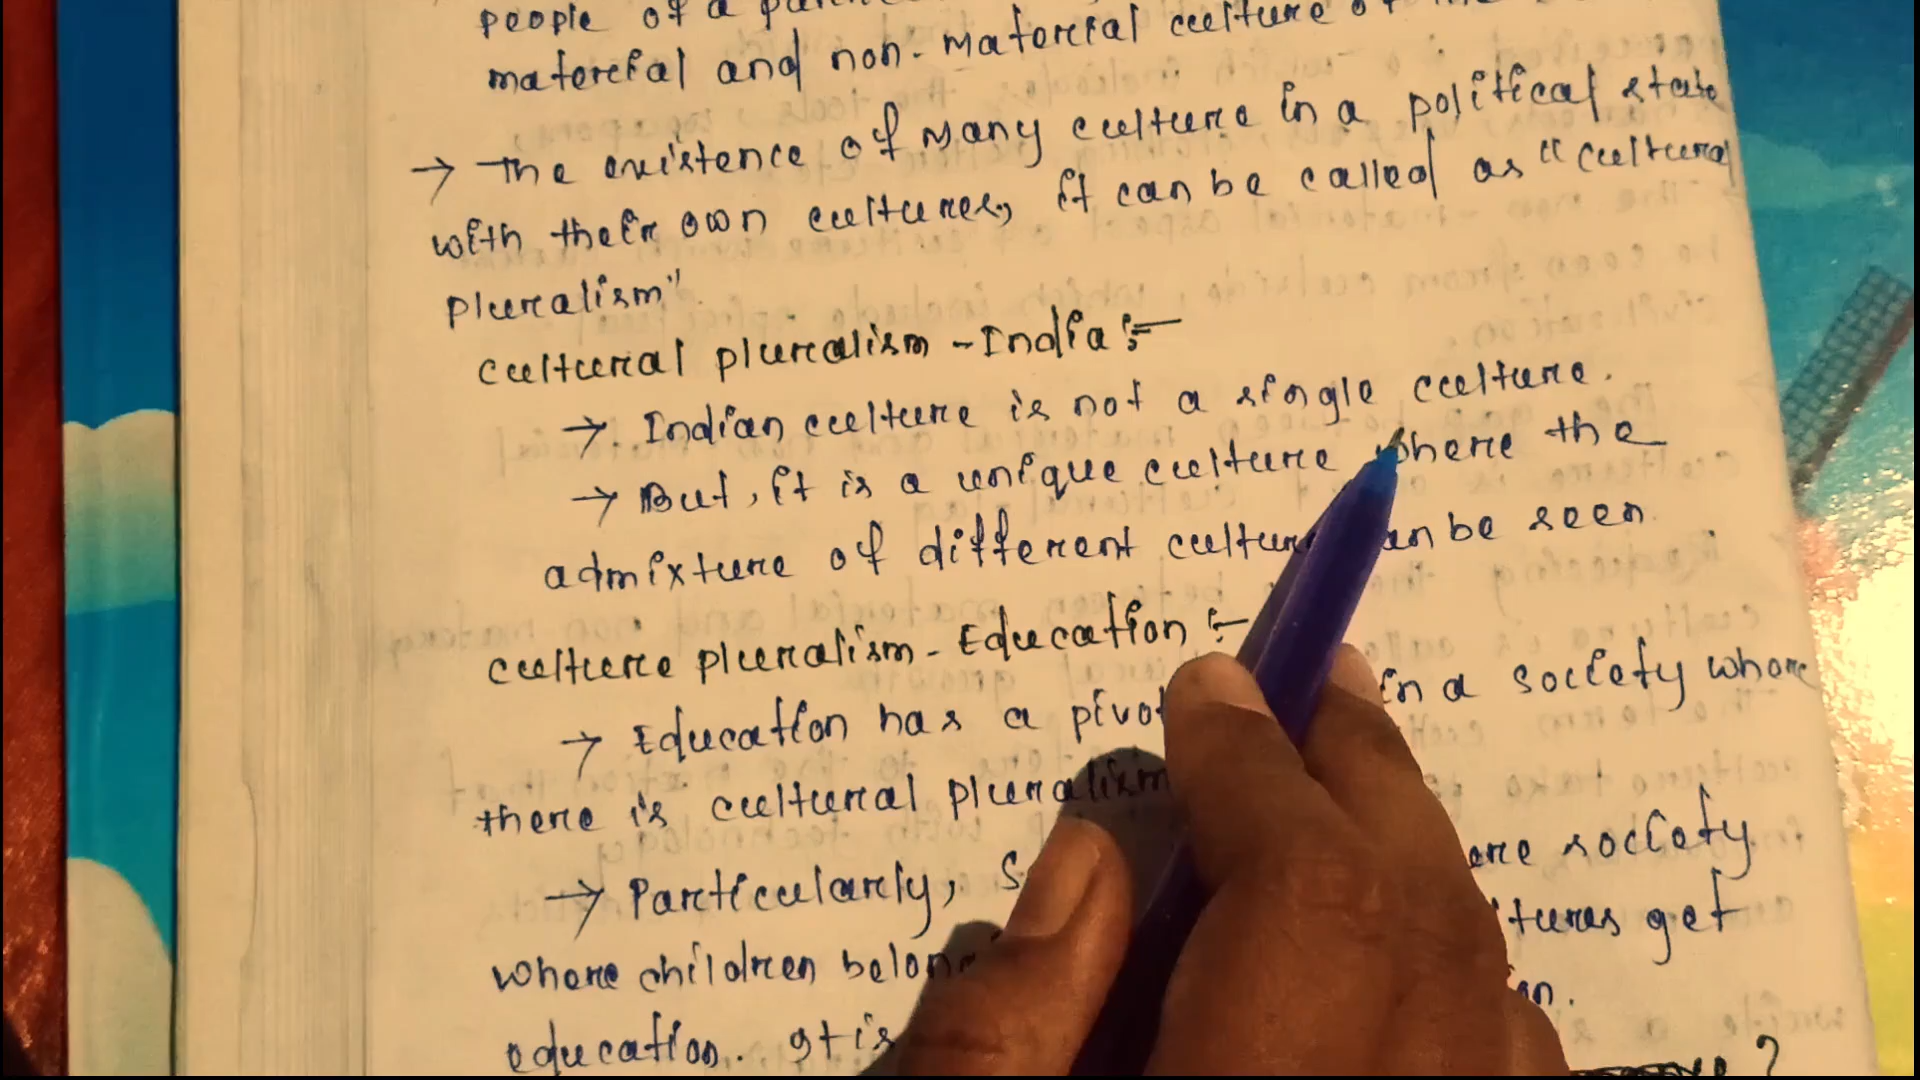 people of a
material and non-material culture of
→ The existence of many culture in a political state
with their own cultures, it can be called as "cultural
pluralism".
cultural pluralism - India :-
→ Indian culture is not a single culture.
→ But, it is a unique culture where the
admixture of different culture can be seen.
culture pluralism - Education :-
→ Education has a in a society where
there is cultural pluralism
→ Particularly, society
where children get
education. It is
?